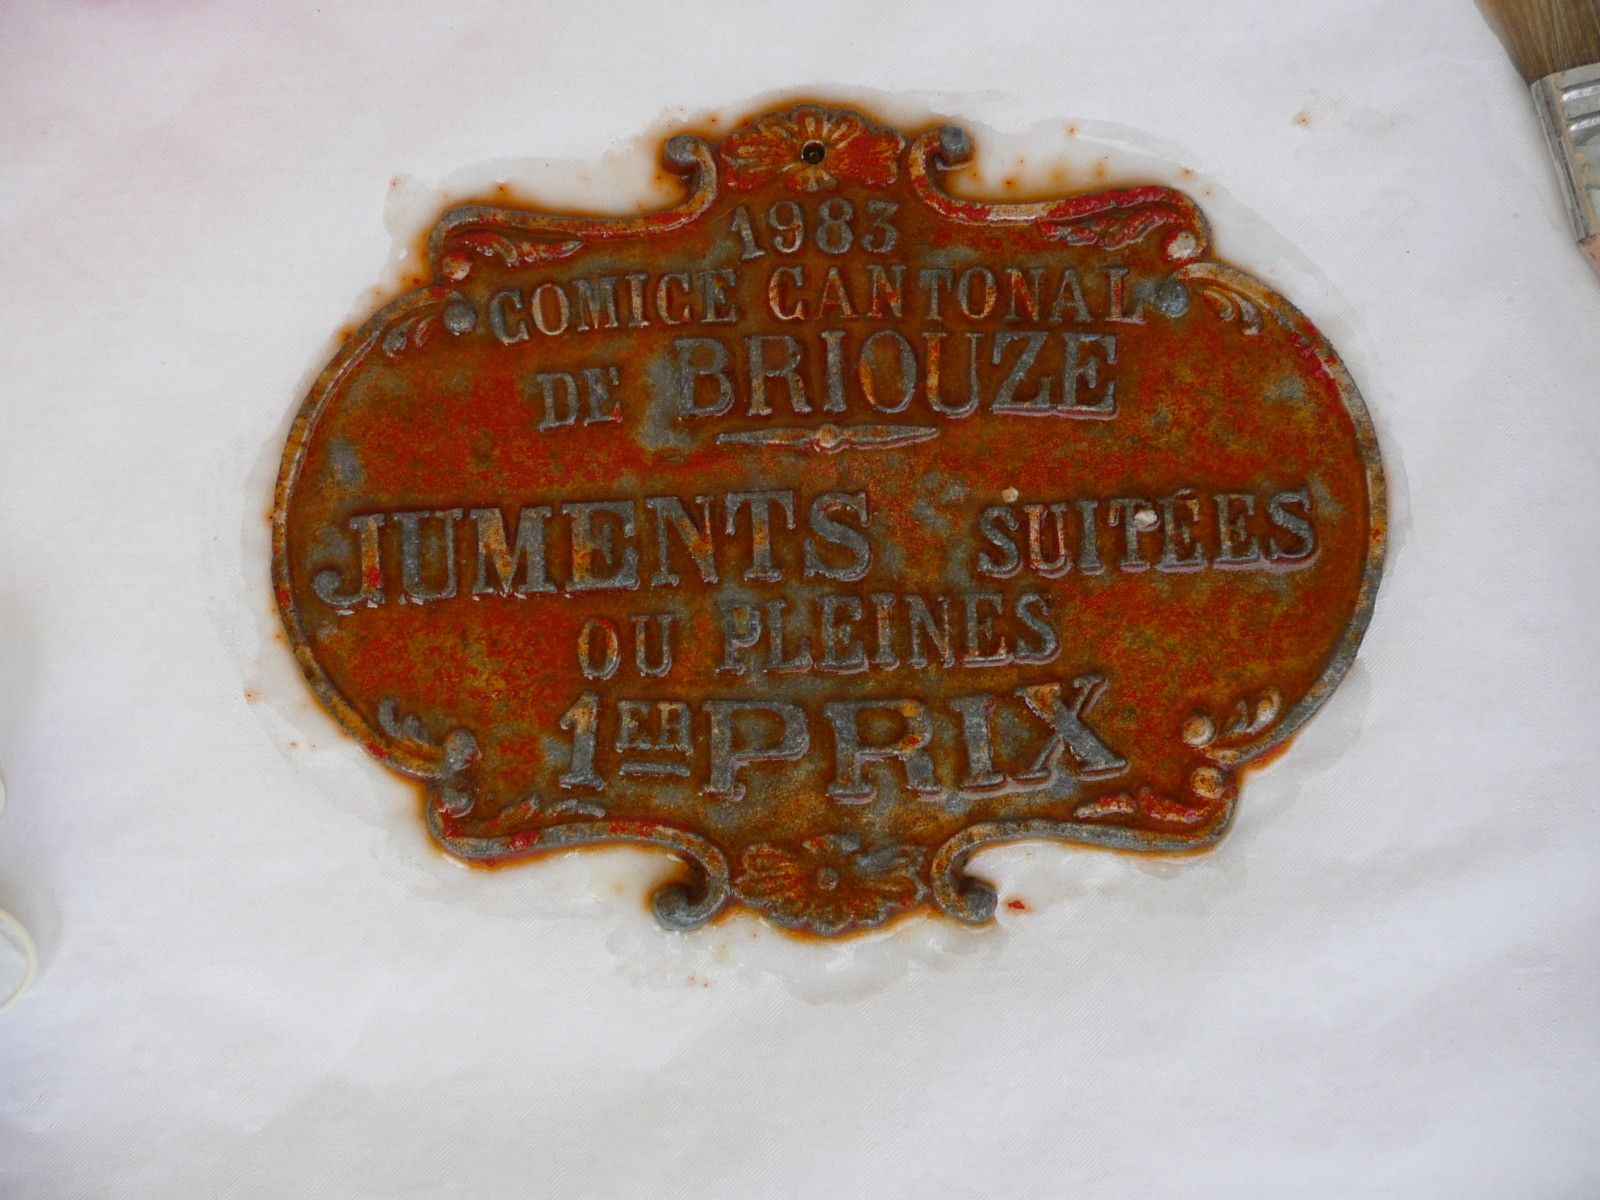 1983
COMICE CANTONAL
DE BRIOUZE
JUMENTS SUITÉES
OU PLEINES
1ER PRIX